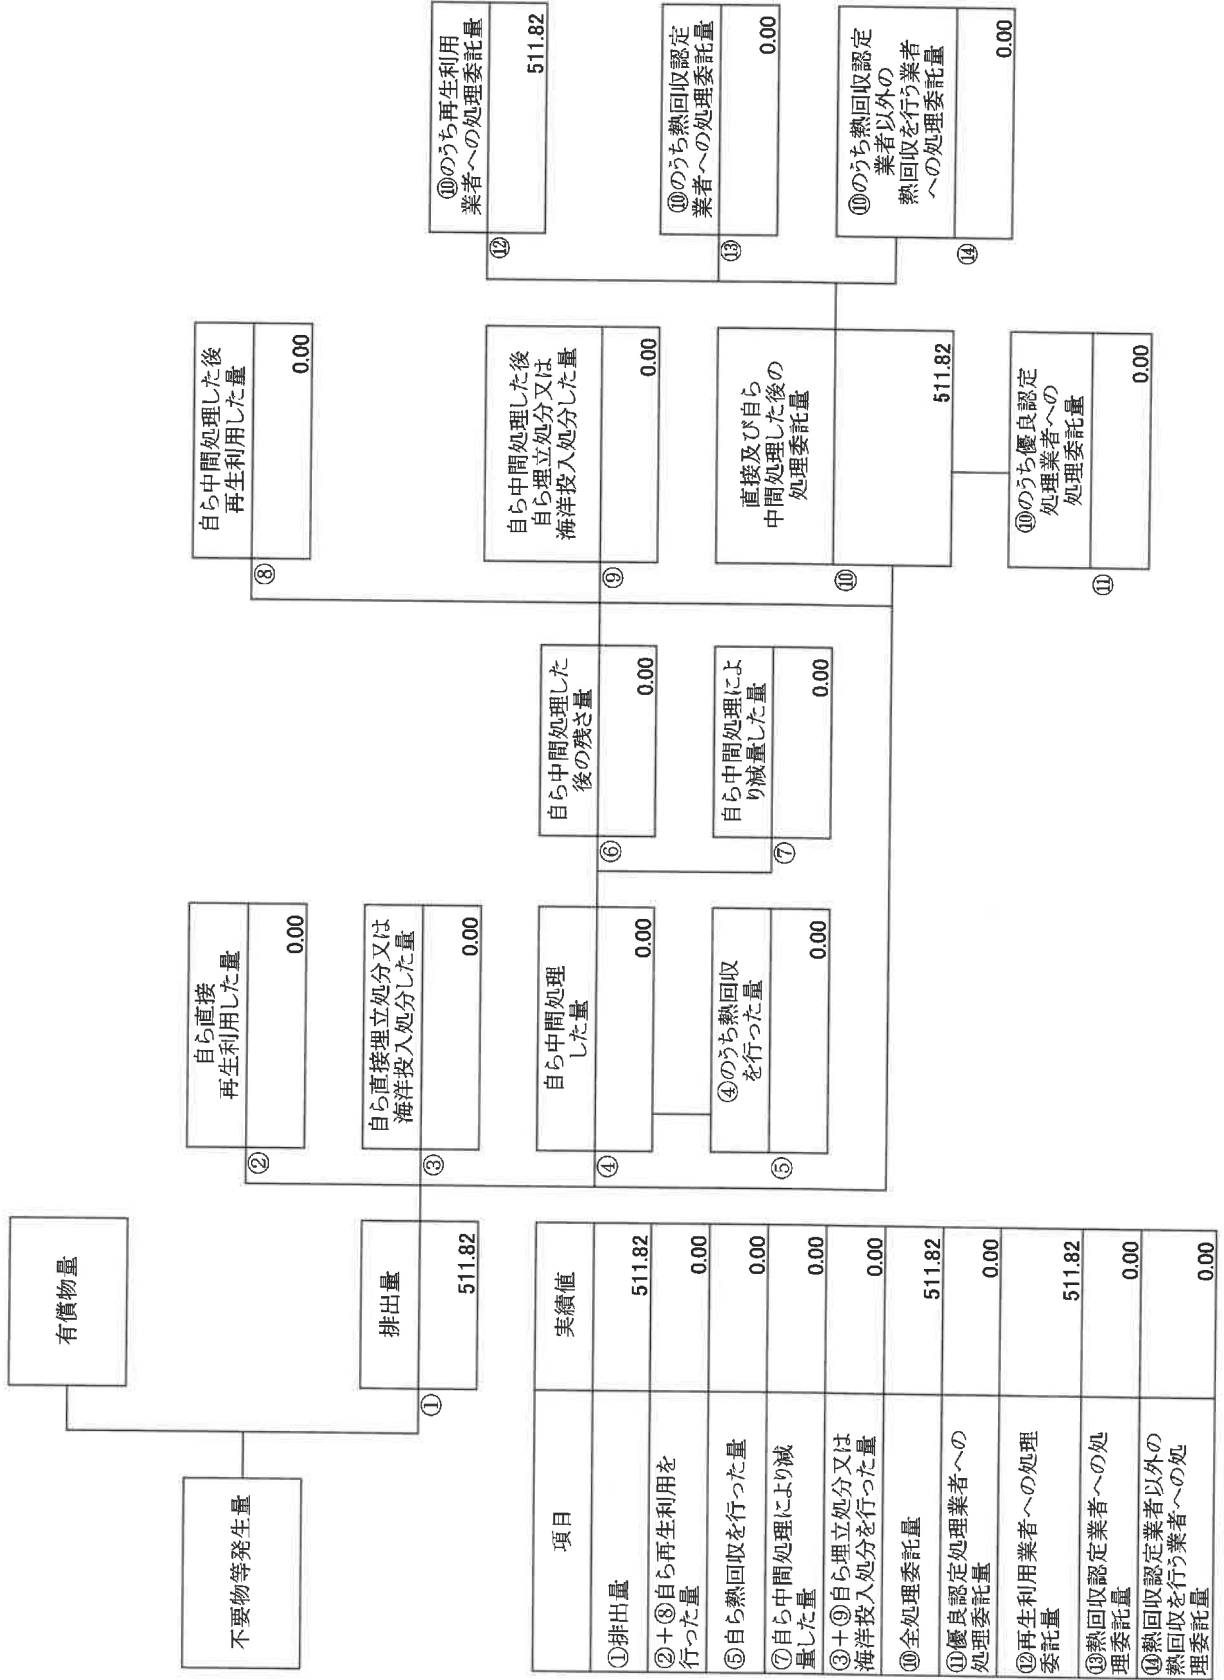 不要物等発生量
有償物量
①
排出量
511.82
②
自ら直接
再生利用した量
0.00
③
自ら直接埋立処分又は
海洋投入処分した量
0.00
④
自ら中間処理
した量
0.00
⑤
④のうち熱回収
を行った量
0.00
⑥
自ら中間処理した
後の残さ量
0.00
⑦
自ら中間処理によ
り減量した量
0.00
⑧
自ら中間処理した後
再生利用した量
0.00
⑨
自ら中間処理した後
自ら埋立処分又は
海洋投入処分した量
0.00
⑩
直接及び自ら
中間処理した後の
処理委託量
511.82
⑪
⑩のうち優良認定
処理業者への
処理委託量
0.00
⑫
⑩のうち再生利用
業者への処理委託量
511.82
⑬
⑩のうち熱回収認定
業者への処理委託量
0.00
⑭
⑩のうち熱回収認定
業者以外の
熱回収を行う業者
への処理委託量
0.00
項目 実績値
①排出量 511.82
②+⑧自ら再生利用を
行った量 0.00
⑤自ら熱回収を行った量 0.00
⑦自ら中間処理により減
量した量 0.00
③+⑨自ら埋立処分又は
海洋投入処分を行った量 0.00
⑩全処理委託量 511.82
⑪優良認定処理業者への
処理委託量 0.00
⑫再生利用業者への処理
委託量 511.82
⑬熱回収認定業者への処
理委託量 0.00
⑭熱回収認定業者以外の
熱回収を行う業者への処
理委託量 0.00